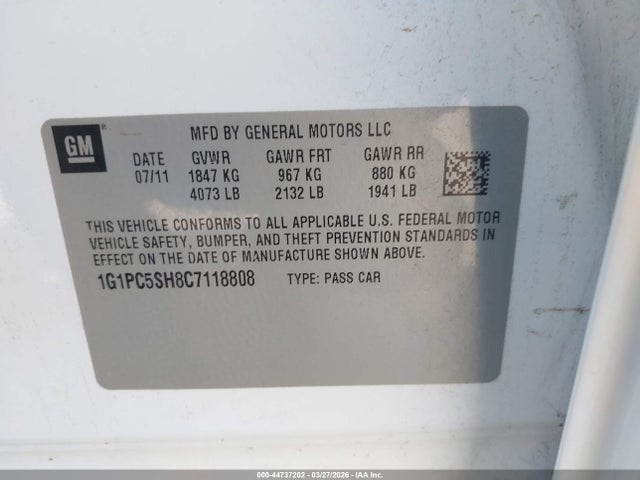 GM
MFD BY GENERAL MOTORS LLC
DATE GVWR GAWR FRT GAWR RR
07/11 1847 KG 967 KG 880 KG
4073 LB 2132 LB 1941 LB
THIS VEHICLE CONFORMS TO ALL APPLICABLE U.S. FEDERAL MOTOR
VEHICLE SAFETY, BUMPER, AND THEFT PREVENTION STANDARDS IN
EFFECT ON THE DATE OF MANUFACTURE SHOWN ABOVE.
1G1PC5SH8C7118808 TYPE: PASS CAR
000-44737202 - 03/27/2026 - IAAI.COM